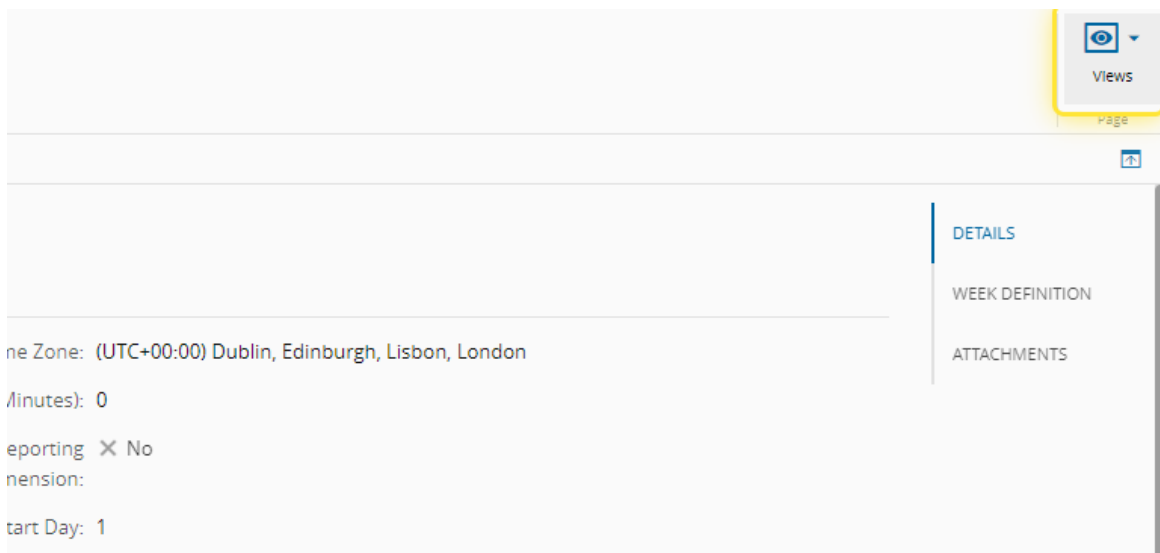 Views
Page
DETAILS
WEEK DEFINITION
ATTACHMENTS
ne Zone: (UTC+00:00) Dublin, Edinburgh, Lisbon, London
Minutes): 0
eporting ✕ No
mension:
tart Day: 1